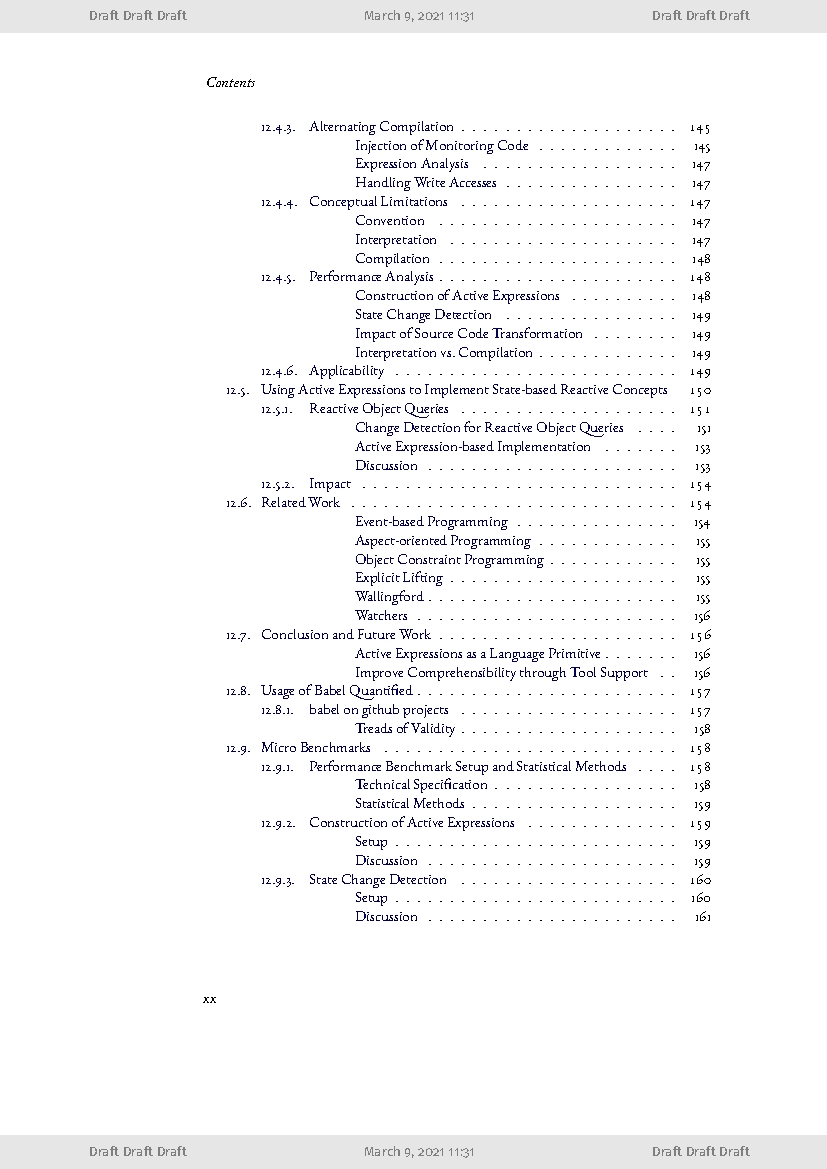 Draft Draft Draft March 9, 2021 11:31 Draft Draft Draft
Contents
12.4.3. Alternating Compilation . . . . . . . . . . . . . . . . . . . . 145
Injection of Monitoring Code . . . . . . . . . . . . . 145
Expression Analysis . . . . . . . . . . . . . . . . . . 147
Handling Write Accesses . . . . . . . . . . . . . . . . 147
12.4.4. Conceptual Limitations . . . . . . . . . . . . . . . . . . . . 147
Convention . . . . . . . . . . . . . . . . . . . . . . 147
Interpretation . . . . . . . . . . . . . . . . . . . . . 147
Compilation . . . . . . . . . . . . . . . . . . . . . . 148
12.4.5. Performance Analysis . . . . . . . . . . . . . . . . . . . . . . 148
Construction of Active Expressions . . . . . . . . . . 148
State Change Detection . . . . . . . . . . . . . . . . 149
Impact of Source Code Transformation . . . . . . . 149
Interpretation vs. Compilation . . . . . . . . . . . . . 149
12.4.6. Applicability . . . . . . . . . . . . . . . . . . . . . . . . . . 149
12.5. Using Active Expressions to Implement State-based Reactive Concepts 150
12.5.1. Reactive Object Queries . . . . . . . . . . . . . . . . . . . . 151
Change Detection for Reactive Object Queries . . . . 151
Active Expression-based Implementation . . . . . . . 153
Discussion . . . . . . . . . . . . . . . . . . . . . . . 153
12.5.2. Impact . . . . . . . . . . . . . . . . . . . . . . . . . . . . . 154
12.6. Related Work . . . . . . . . . . . . . . . . . . . . . . . . . . . . . . 154
Event-based Programming . . . . . . . . . . . . . . . 154
Aspect-oriented Programming . . . . . . . . . . . . . 155
Object Constraint Programming . . . . . . . . . . . . 155
Explicit Lifting . . . . . . . . . . . . . . . . . . . . . 155
Wallingford . . . . . . . . . . . . . . . . . . . . . . . 155
Watchers . . . . . . . . . . . . . . . . . . . . . . . . 156
12.7. Conclusion and Future Work . . . . . . . . . . . . . . . . . . . . . . 156
Active Expressions as a Language Primitive . . . . . . . 156
Improve Comprehensibility through Tool Support . . 156
12.8. Usage of Babel Quantified . . . . . . . . . . . . . . . . . . . . . . . . 157
12.8.1. babel on github projects . . . . . . . . . . . . . . . . . . . . 157
Treads of Validity . . . . . . . . . . . . . . . . . . . . 158
12.9. Micro Benchmarks . . . . . . . . . . . . . . . . . . . . . . . . . . . 158
12.9.1. Performance Benchmark Setup and Statistical Methods . . . . 158
Technical Specification . . . . . . . . . . . . . . . . . 158
Statistical Methods . . . . . . . . . . . . . . . . . . . 159
12.9.2. Construction of Active Expressions . . . . . . . . . . . . . . 159
Setup . . . . . . . . . . . . . . . . . . . . . . . . . . 159
Discussion . . . . . . . . . . . . . . . . . . . . . . . 159
12.9.3. State Change Detection . . . . . . . . . . . . . . . . . . . . 160
Setup . . . . . . . . . . . . . . . . . . . . . . . . . . 160
Discussion . . . . . . . . . . . . . . . . . . . . . . . 161
xx
Draft Draft Draft March 9, 2021 11:31 Draft Draft Draft